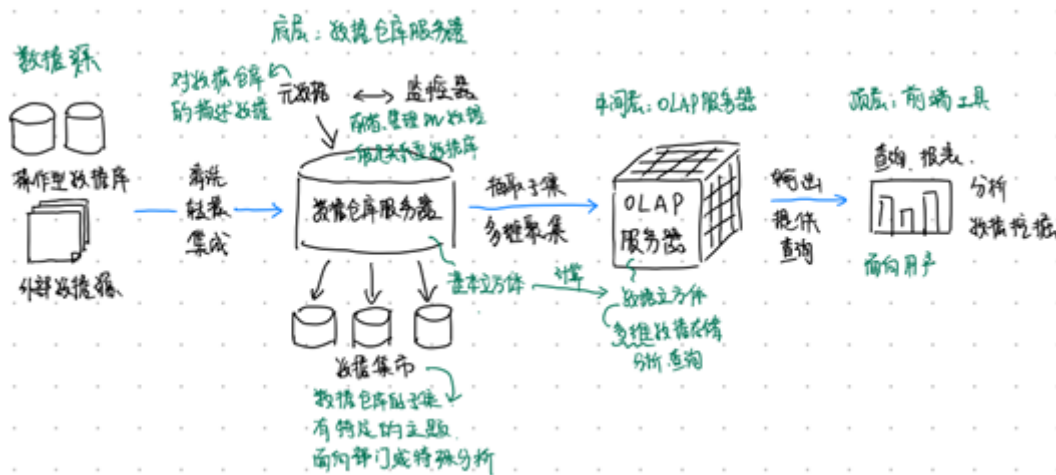 数据源
操作型数据库
外部数据源
清洗
转换
集成
底层：数据仓库服务器
对数据仓库
的描述数据
元数据
监控器
存储、管理DW数据
一般是关系型数据库
数据仓库服务器
数据集市
数据仓库的子集
有特定的主题
面向部门或特殊分析
抽取子集
多维聚集
基本立方体
计算
中间层：OLAP服务器
OLAP
服务器
数据立方体
多维数据存储
分析、查询
输出
提供
查询
顶层：前端工具
查询、报表、
分析
数据挖掘
面向用户